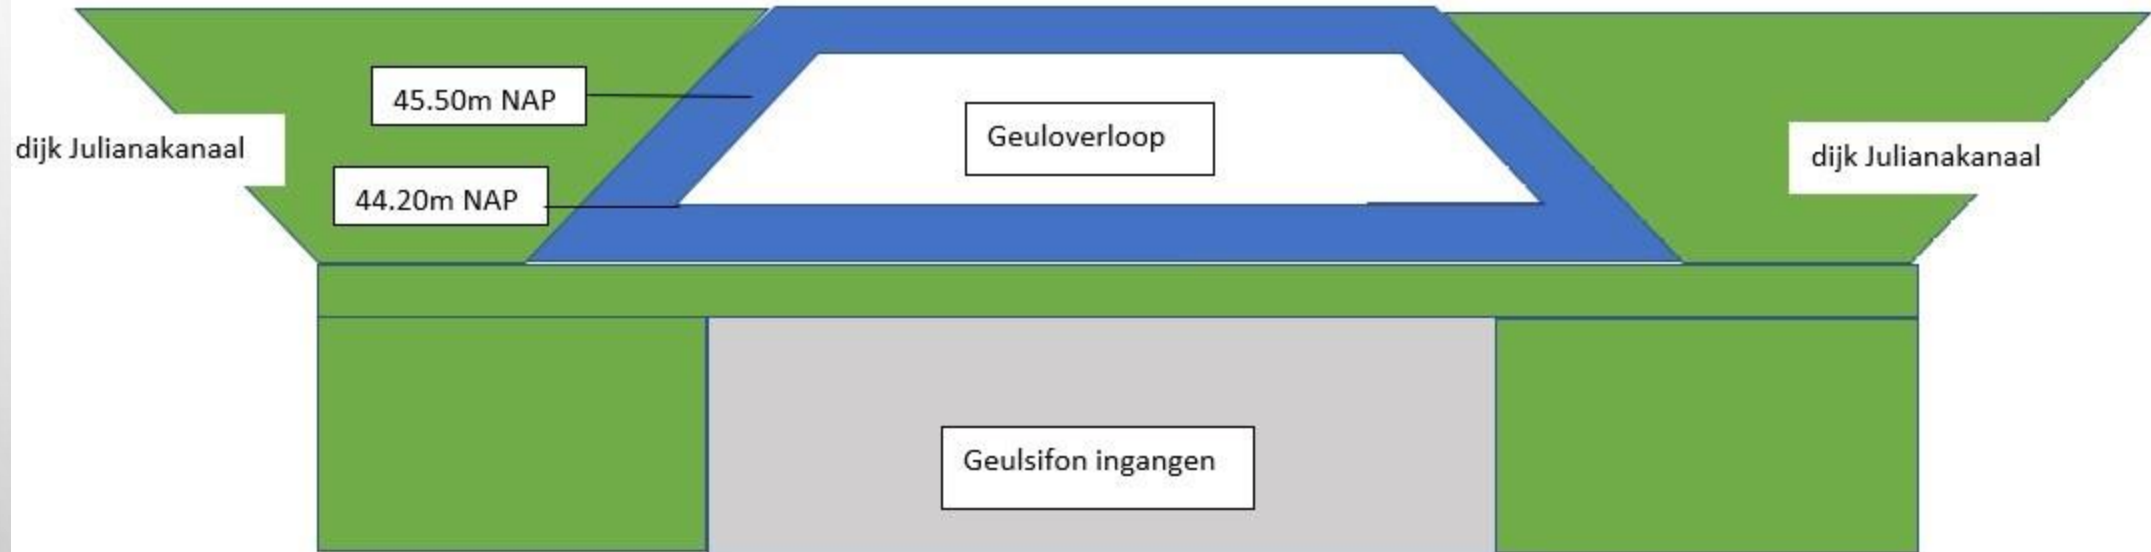 45.50m NAP
Geuloverloop
dijk Julianakanaal
dijk Julianakanaal
44.20m NAP
Geulsifon ingangen